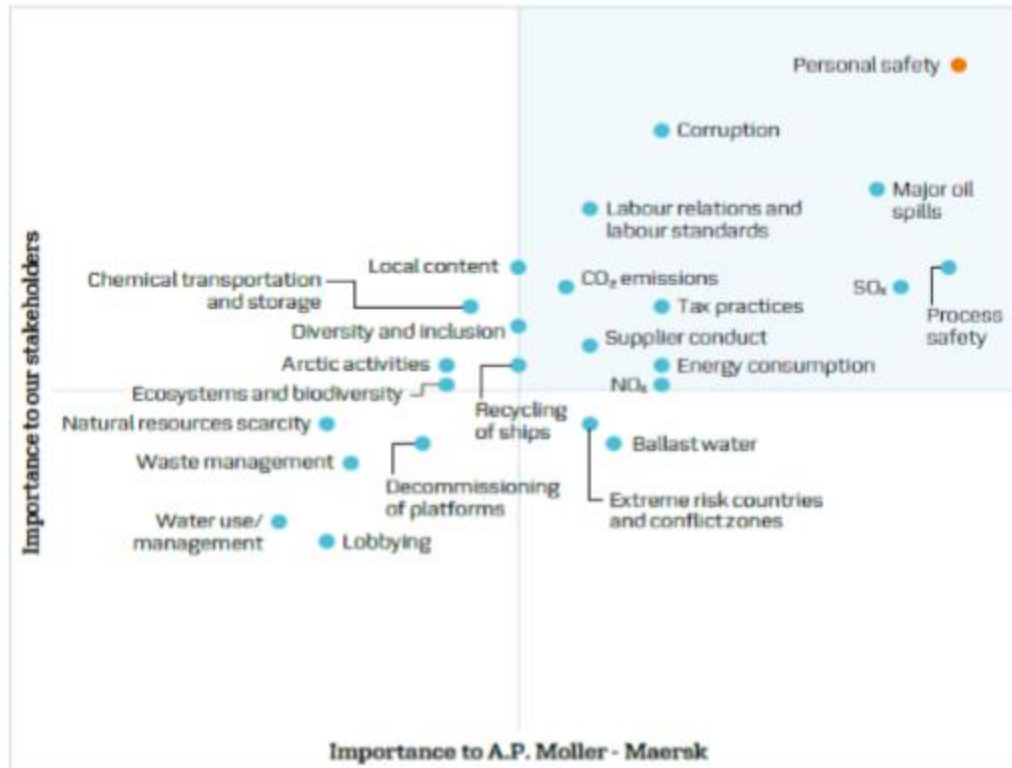 Personal safety
Corruption
Major oil
spills
Labour relations and
labour standards
Local content
Chemical transportation
and storage
CO₂ emissions
SOₓ
Process
safety
Tax practices
Diversity and inclusion
Supplier conduct
Arctic activities
Energy consumption
Ecosystems and biodiversity
NOₓ
Recycling
of ships
Natural resources scarcity
Ballast water
Waste management
Decommissioning
of platforms
Extreme risk countries
and conflict zones
Water use/
management
Lobbying
Importance to our stakeholders
Importance to A.P. Moller - Maersk